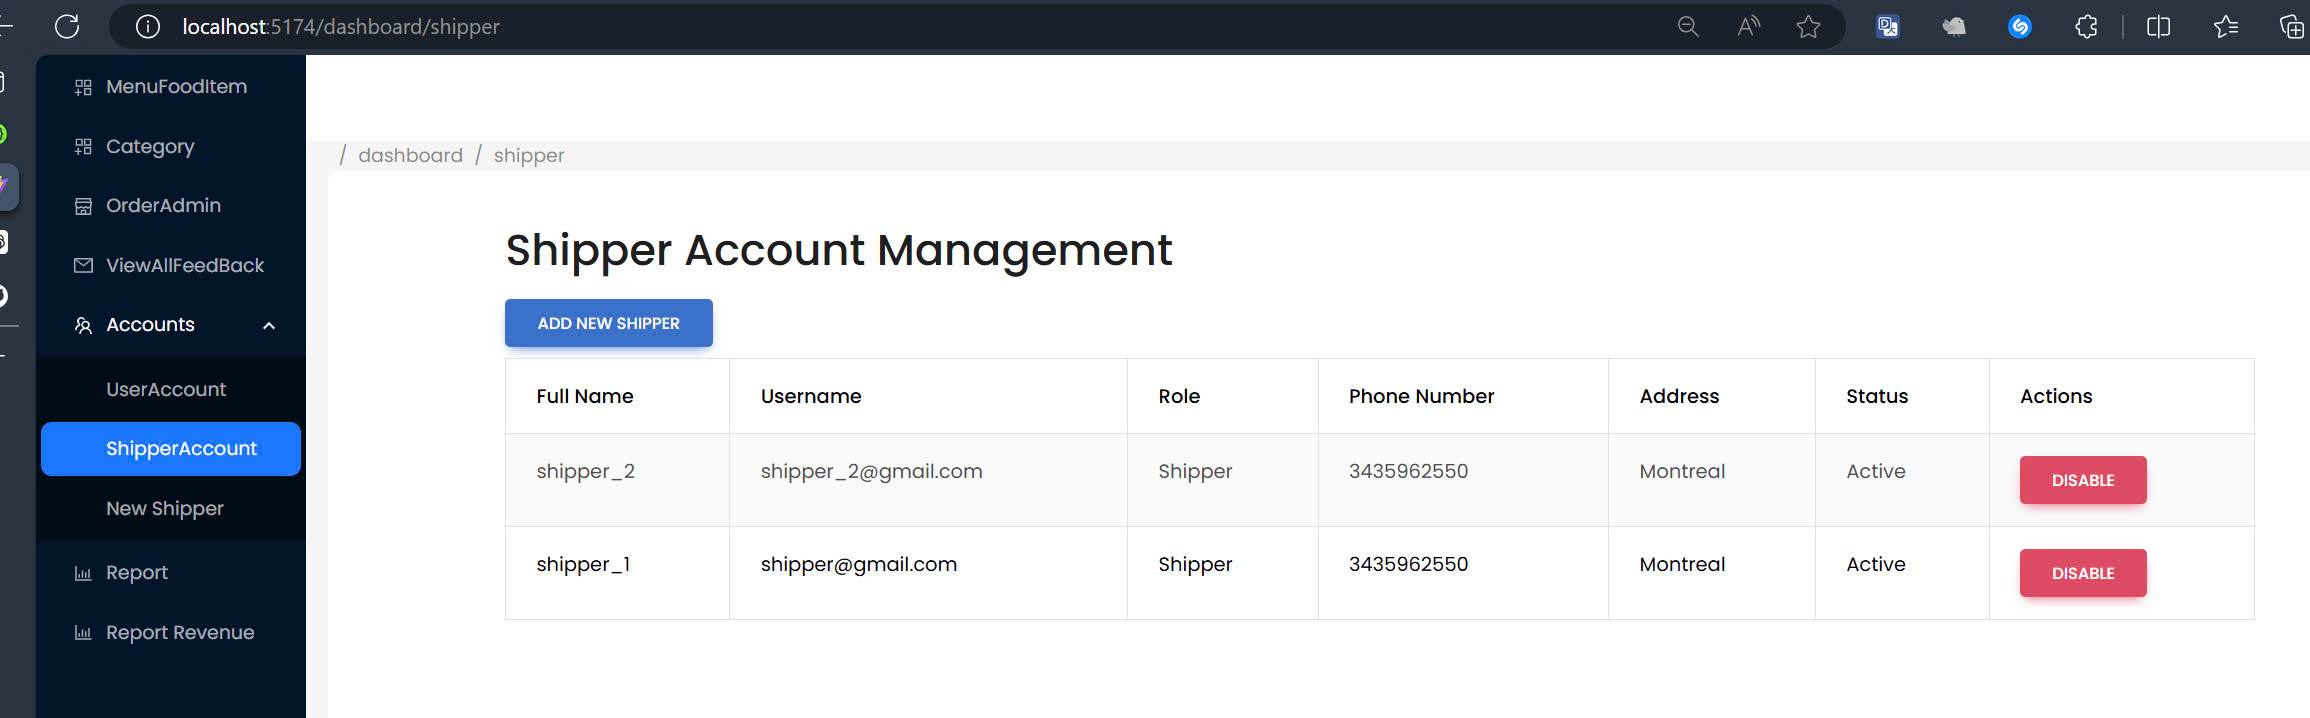 localhost:5174/dashboard/shipper
MenuFoodItem
Category
OrderAdmin
ViewAllFeedBack
Accounts
UserAccount
ShipperAccount
New Shipper
Report
Report Revenue
/ dashboard / shipper
Shipper Account Management
ADD NEW SHIPPER
Full Name Username Role Phone Number Address Status Actions
shipper_2 shipper_2@gmail.com Shipper 3435962550 Montreal Active DISABLE
shipper_1 shipper@gmail.com Shipper 3435962550 Montreal Active DISABLE